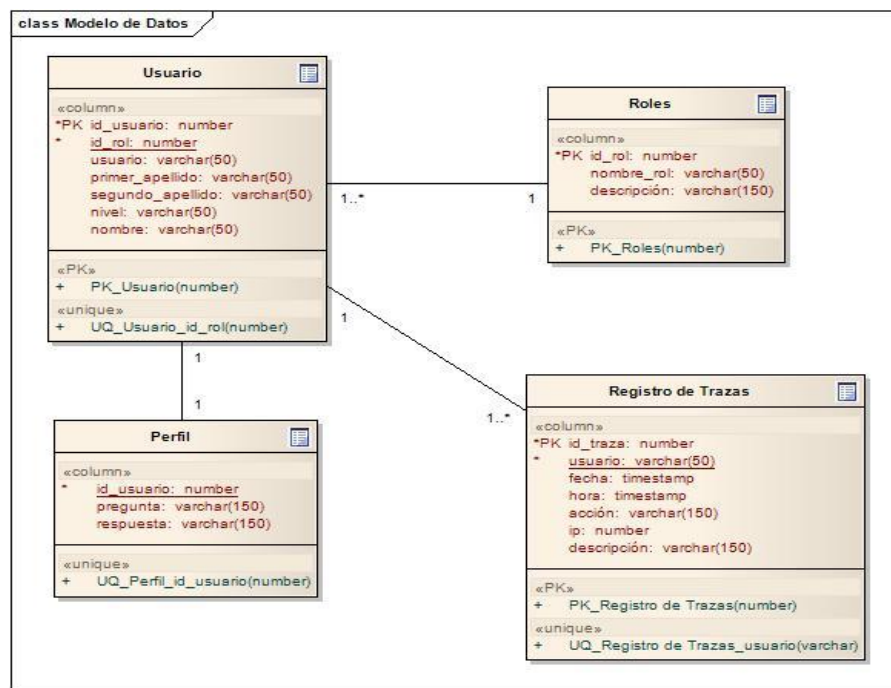 class Modelo de Datos
Usuario
«column»
*PK id_usuario: number
* id_rol: number
usuario: varchar(50)
primer_apellido: varchar(50)
segundo_apellido: varchar(50)
nivel: varchar(50)
nombre: varchar(50)
«PK»
+ PK_Usuario(number)
«unique»
+ UQ_Usuario_id_rol(number)
1..*
1
Roles
«column»
*PK id_rol: number
nombre_rol: varchar(50)
descripción: varchar(150)
«PK»
+ PK_Roles(number)
1
1..*
1
1
Perfil
«column»
* id_usuario: number
pregunta: varchar(150)
respuesta: varchar(150)
«unique»
+ UQ_Perfil_id_usuario(number)
Registro de Trazas
«column»
*PK id_traza: number
* usuario: varchar(50)
fecha: timestamp
hora: timestamp
acción: varchar(150)
ip: number
descripción: varchar(150)
«PK»
+ PK_Registro de Trazas(number)
«unique»
+ UQ_Registro de Trazas_usuario(varchar)